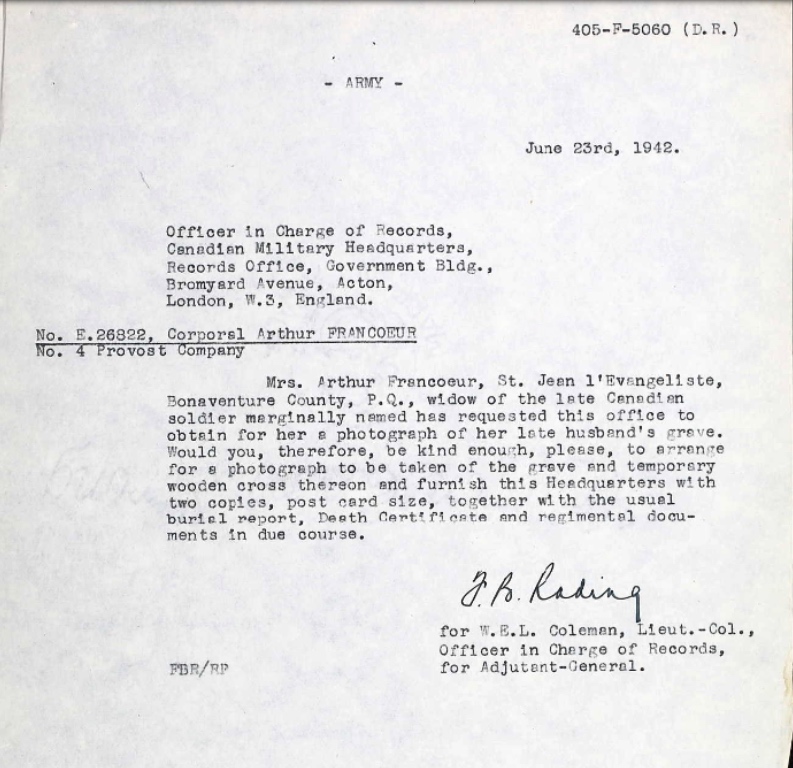 405-F-5060 (D.R.)
- ARMY -
June 23rd, 1942.
Officer in Charge of Records,
Canadian Military Headquarters,
Records Office, Government Bldg.,
Bromyard Avenue, Acton,
London, W.3, England.
No. E.26822, Corporal Arthur FRANCOEUR
No. 4 Provost Company
Mrs. Arthur Francoeur, St. Jean l'Evangeliste,
Bonaventure County, P.Q., widow of the late Canadian
soldier marginally named has requested this office to
obtain for her a photograph of her late husband's grave.
Would you, therefore, be kind enough, please, to arrange
for a photograph to be taken of the grave and temporary
wooden cross thereon and furnish this Headquarters with
two copies, post card size, together with the usual
burial report, Death Certificate and regimental docu-
ments in due course.
F.B. Rading
for W.E.L. Coleman, Lieut.-Col.,
Officer in Charge of Records,
for Adjutant-General.
FBR/RP